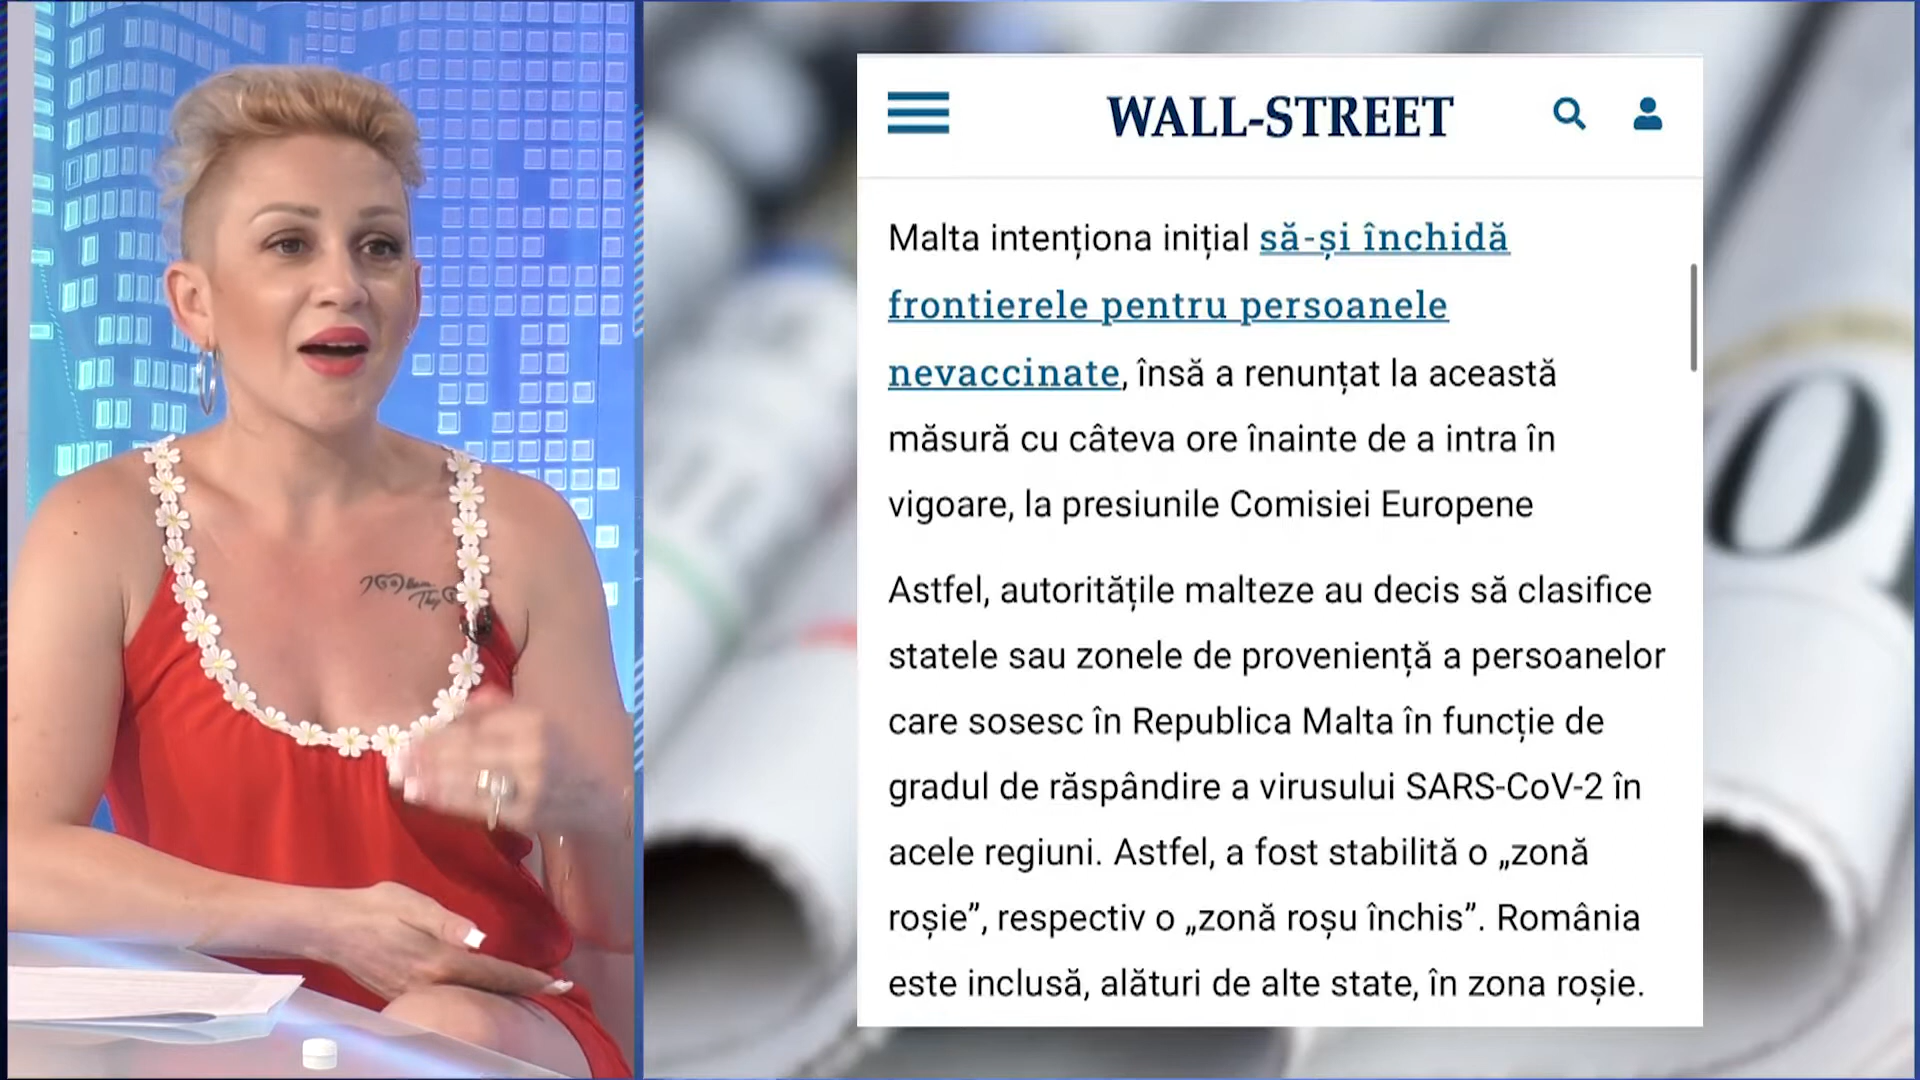 WALL-STREET
Malta intenționa inițial să-și închidă
frontierele pentru persoanele
nevaccinate, însă a renunțat la această
măsură cu câteva ore înainte de a intra în
vigoare, la presiunile Comisiei Europene
Astfel, autoritățile malteze au decis să clasifice
statele sau zonele de proveniență a persoanelor
care sosesc în Republica Malta în funcție de
gradul de răspândire a virusului SARS-CoV-2 în
acele regiuni. Astfel, a fost stabilită o „zonă
roșie”, respectiv o „zonă roșu închis”. România
este inclusă, alături de alte state, în zona roșie.